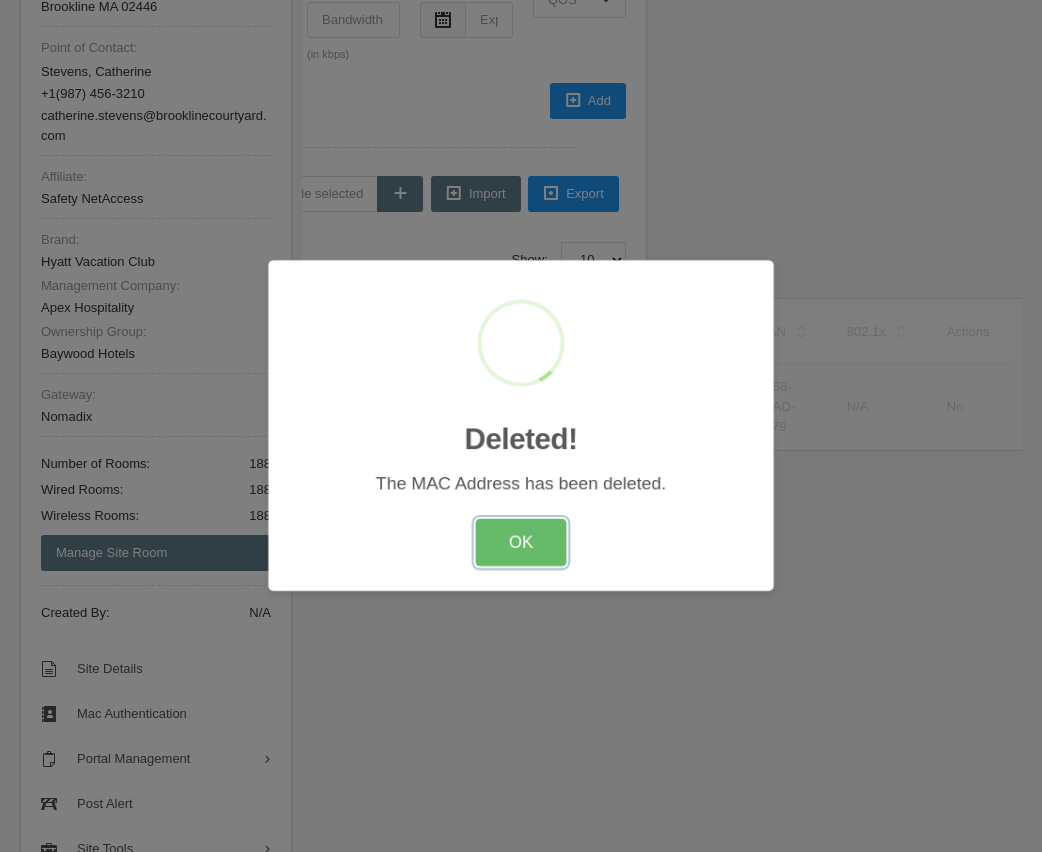 Brookline MA 02446
Point of Contact:
Stevens, Catherine
+1(987) 456-3210
catherine.stevens@brooklinecourtyard.
com
Affiliate:
Safety NetAccess
Brand:
Hyatt Vacation Club
Management Company:
Apex Hospitality
Ownership Group:
Baywood Hotels
Gateway:
Nomadix
Number of Rooms: 188
Wired Rooms: 188
Wireless Rooms: 188
Manage Site Room
Created By: N/A
Site Details
Mac Authentication
Portal Management
Post Alert
Site Tools
Bandwidth
QOS
(in kbps)
Add
le selected
+
Import
Export
Show: 10
802.1x
Actions
58-
AD-
79
N/A
No
Deleted!
The MAC Address has been deleted.
OK